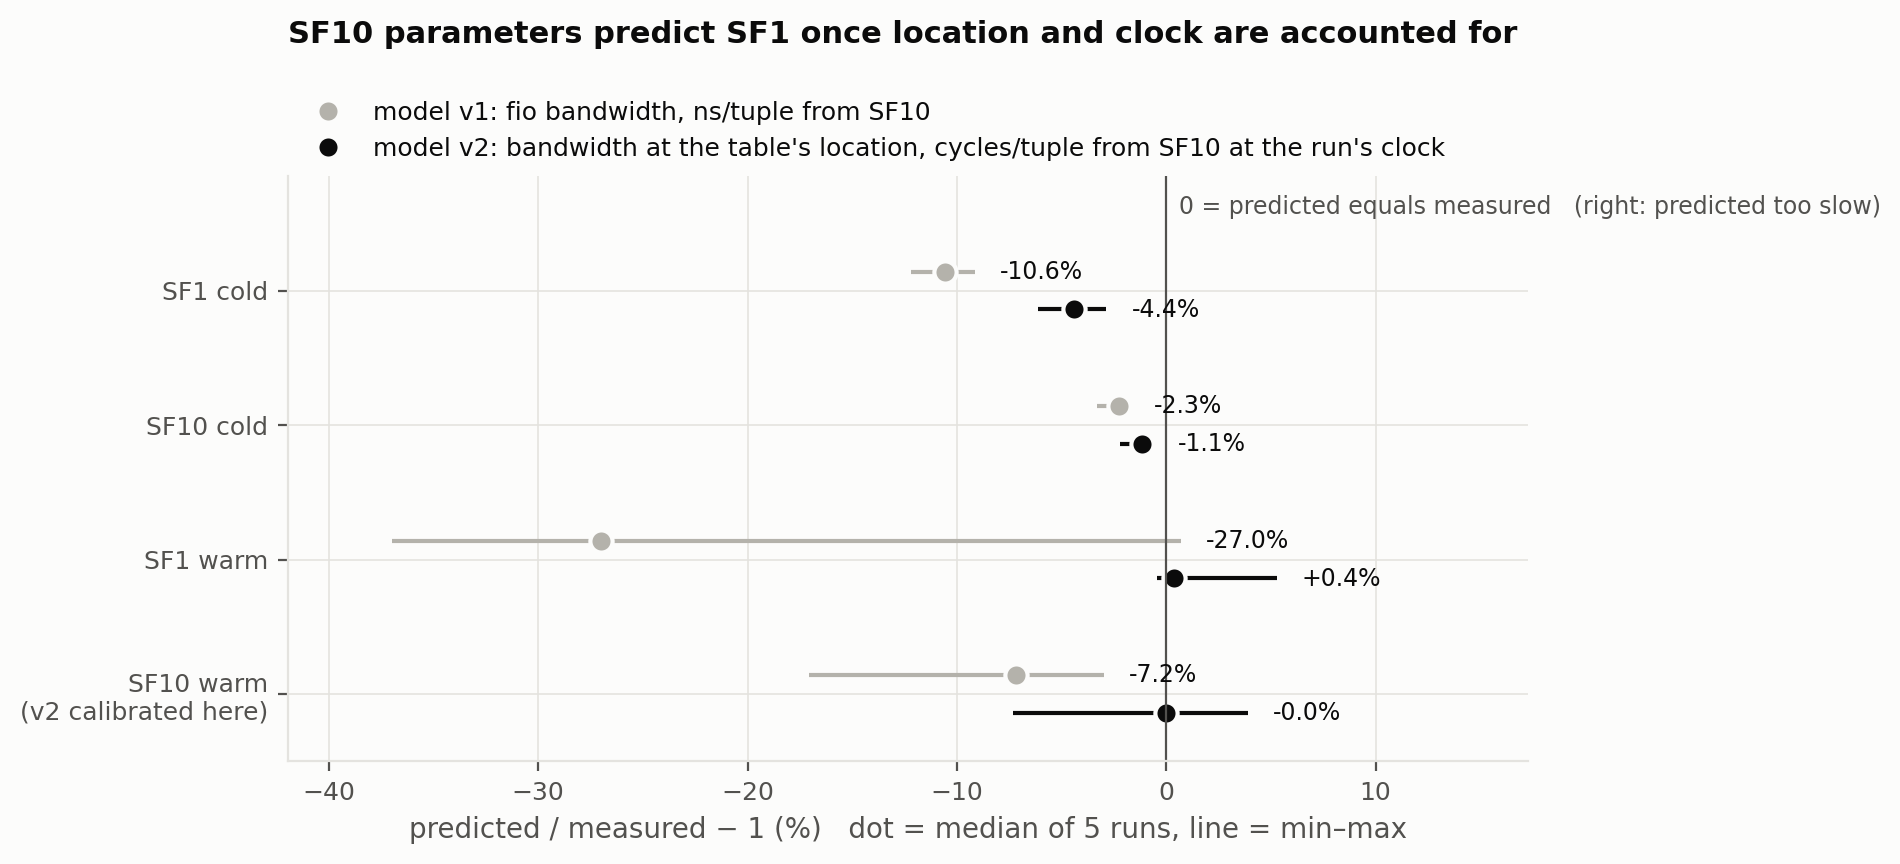 SF10 parameters predict SF1 once location and clock are accounted for
model v1: fio bandwidth, ns/tuple from SF10
model v2: bandwidth at the table's location, cycles/tuple from SF10 at the run's clock
0 = predicted equals measured   (right: predicted too slow)
SF1 cold
-10.6%
-4.4%
SF10 cold
-2.3%
-1.1%
SF1 warm
-27.0%
+0.4%
SF10 warm
(v2 calibrated here)
-7.2%
-0.0%
−40 −30 −20 −10 0 10
predicted / measured − 1 (%)   dot = median of 5 runs, line = min–max